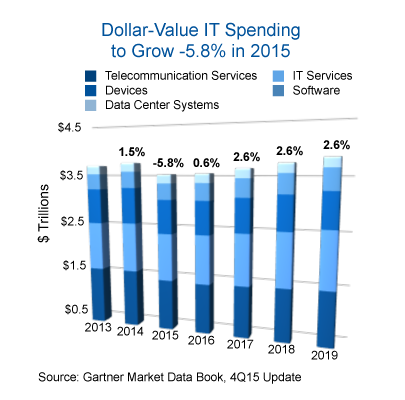 Dollar-Value IT Spending
to Grow -5.8% in 2015
Telecommunication Services
IT Services
Devices
Software
Data Center Systems
$4.5
1.5%
-5.8%
0.6%
2.6%
2.6%
2.6%
$3.5
$2.5
$1.5
$0.5
$ Trillions
2013
2014
2015
2016
2017
2018
2019
Source: Gartner Market Data Book, 4Q15 Update